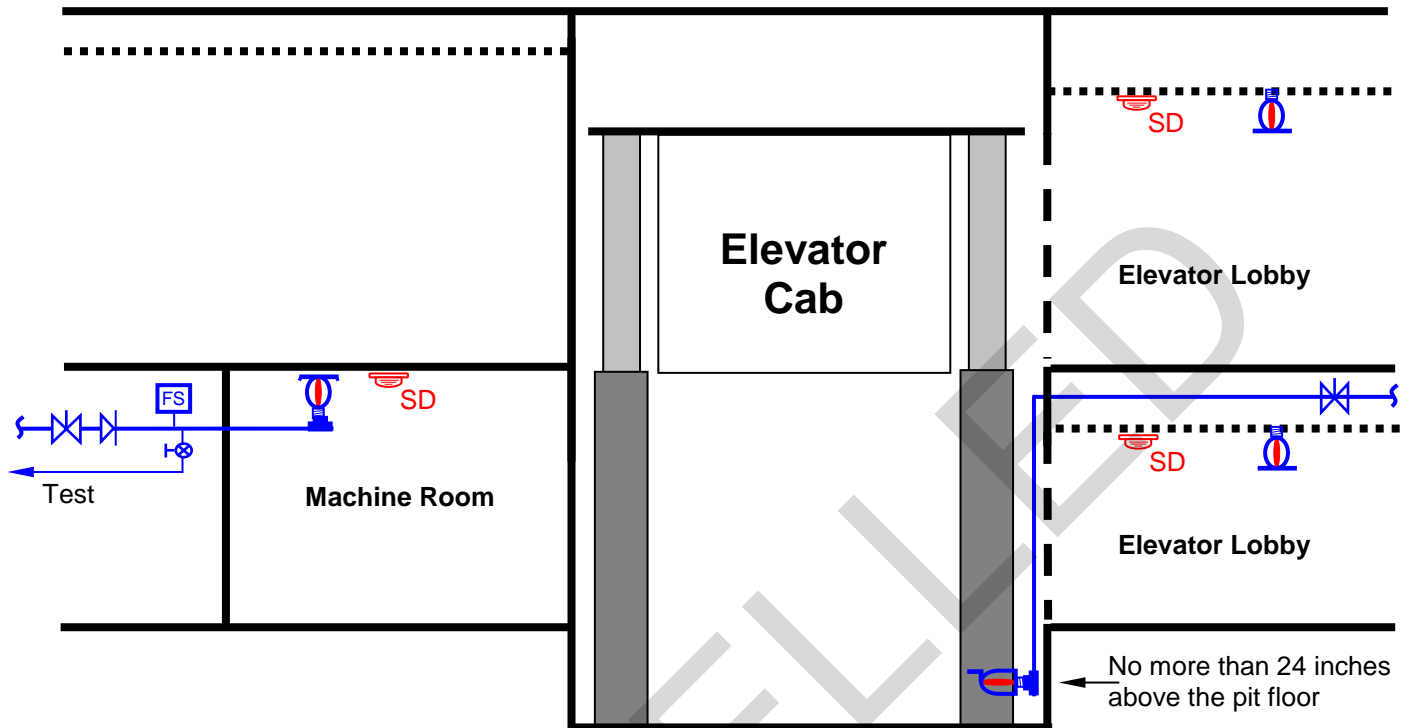 SD
Elevator
Cab
Elevator Lobby
FS
SD
Test
Machine Room
SD
Elevator Lobby
No more than 24 inches
above the pit floor
ELLED